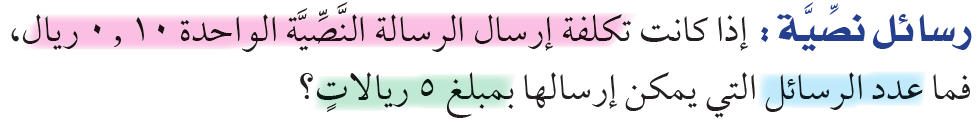 رسائل نصِّيَّة : إذا كانت تكلفة إرسال الرسالة النَّصِّيَّة الواحدة ٠,١٠ ريال،
فما عدد الرسائل التي يمكن إرسالها بمبلغ ٥ ريالاتٍ؟